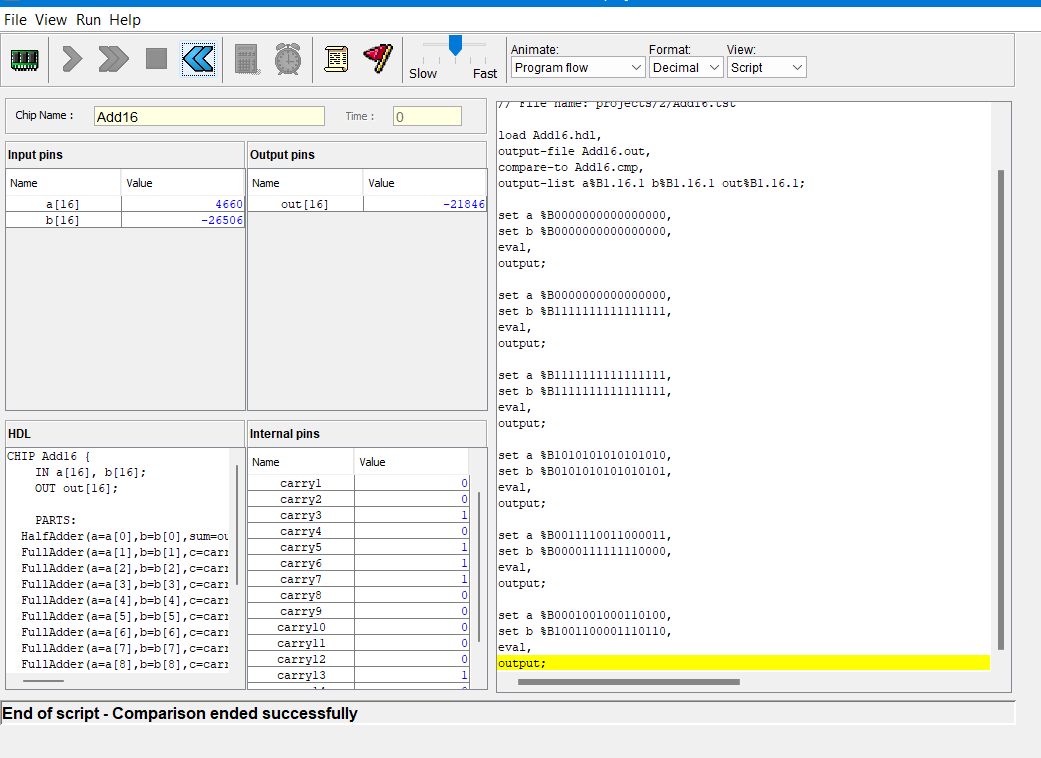 File View Run Help
Slow Fast
Animate: Format: View:
Program flow Decimal Script
Chip Name : Add16 Time : 0
Input pins
Name Value
a[16] 4660
b[16] -26506
Output pins
Name Value
out[16] -21846
HDL
CHIP Add16 {
IN a[16], b[16];
OUT out[16];
PARTS:
HalfAdder(a=a[0],b=b[0],sum=ou
FullAdder(a=a[1],b=b[1],c=carr
FullAdder(a=a[2],b=b[2],c=carr
FullAdder(a=a[3],b=b[3],c=carr
FullAdder(a=a[4],b=b[4],c=carr
FullAdder(a=a[5],b=b[5],c=carr
FullAdder(a=a[6],b=b[6],c=carr
FullAdder(a=a[7],b=b[7],c=carr
FullAdder(a=a[8],b=b[8],c=carr
Internal pins
Name Value
carry1 0
carry2 0
carry3 1
carry4 0
carry5 1
carry6 1
carry7 1
carry8 0
carry9 0
carry10 0
carry11 0
carry12 0
carry13 1
// File name: projects/2/Add16.tst
load Add16.hdl,
output-file Add16.out,
compare-to Add16.cmp,
output-list a%B1.16.1 b%B1.16.1 out%B1.16.1;
set a %B0000000000000000,
set b %B0000000000000000,
eval,
output;
set a %B0000000000000000,
set b %B1111111111111111,
eval,
output;
set a %B1111111111111111,
set b %B1111111111111111,
eval,
output;
set a %B1010101010101010,
set b %B0101010101010101,
eval,
output;
set a %B0011110011000011,
set b %B0000111111110000,
eval,
output;
set a %B0001001000110100,
set b %B1001100001110110,
eval,
output;
End of script - Comparison ended successfully